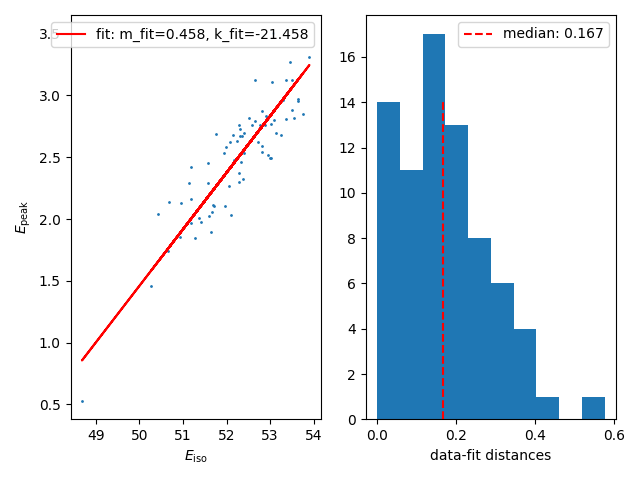 fit: m_fit=0.458, k_fit=-21.458
3.5
3.0
2.5
2.0
1.5
1.0
0.5
E_peak
49 50 51 52 53 54
E_iso
median: 0.167
16
14
12
10
8
6
4
2
0
0.0 0.2 0.4 0.6
data-fit distances